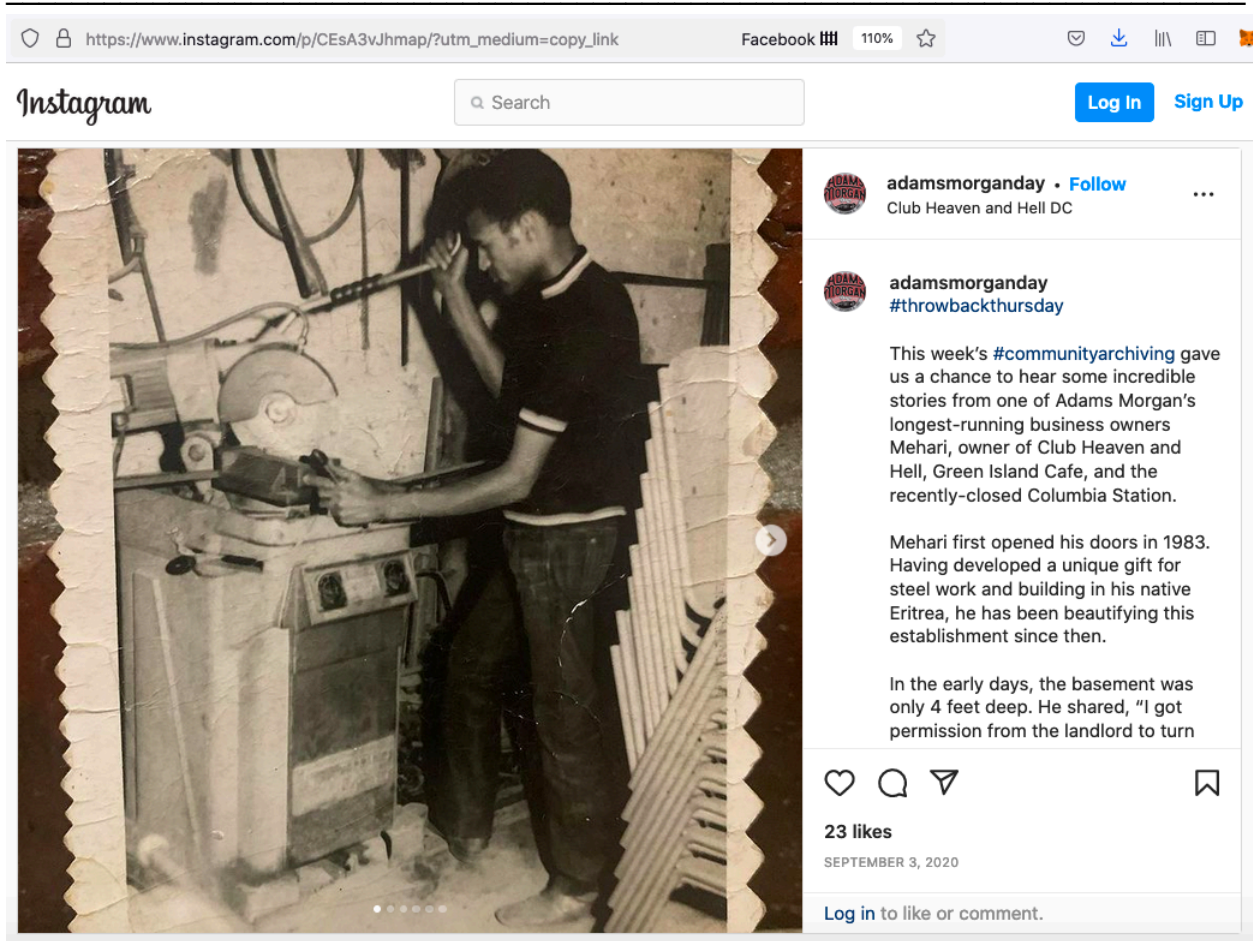 https://www.instagram.com/p/CEsA3vJhmap/?utm_medium=copy_link
Facebook
110%
Instagram
Search
Log In
Sign Up
adamsmorganday • Follow
Club Heaven and Hell DC
adamsmorganday
#throwbackthursday
This week’s #communityarchiving gave
us a chance to hear some incredible
stories from one of Adams Morgan’s
longest-running business owners
Mehari, owner of Club Heaven and
Hell, Green Island Cafe, and the
recently-closed Columbia Station.
Mehari first opened his doors in 1983.
Having developed a unique gift for
steel work and building in his native
Eritrea, he has been beautifying this
establishment since then.
In the early days, the basement was
only 4 feet deep. He shared, “I got
permission from the landlord to turn
23 likes
SEPTEMBER 3, 2020
Log in to like or comment.